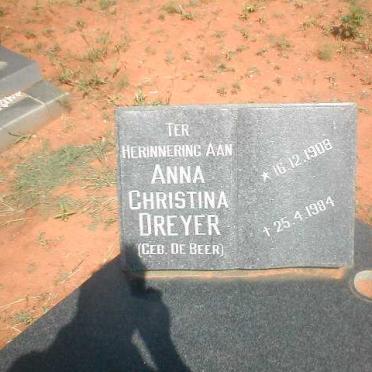 TER
HERINNERING AAN
ANNA
CHRISTINA
DREYER
(GEB. DE BEER)
* 16.12.1908
† 25.4.1984